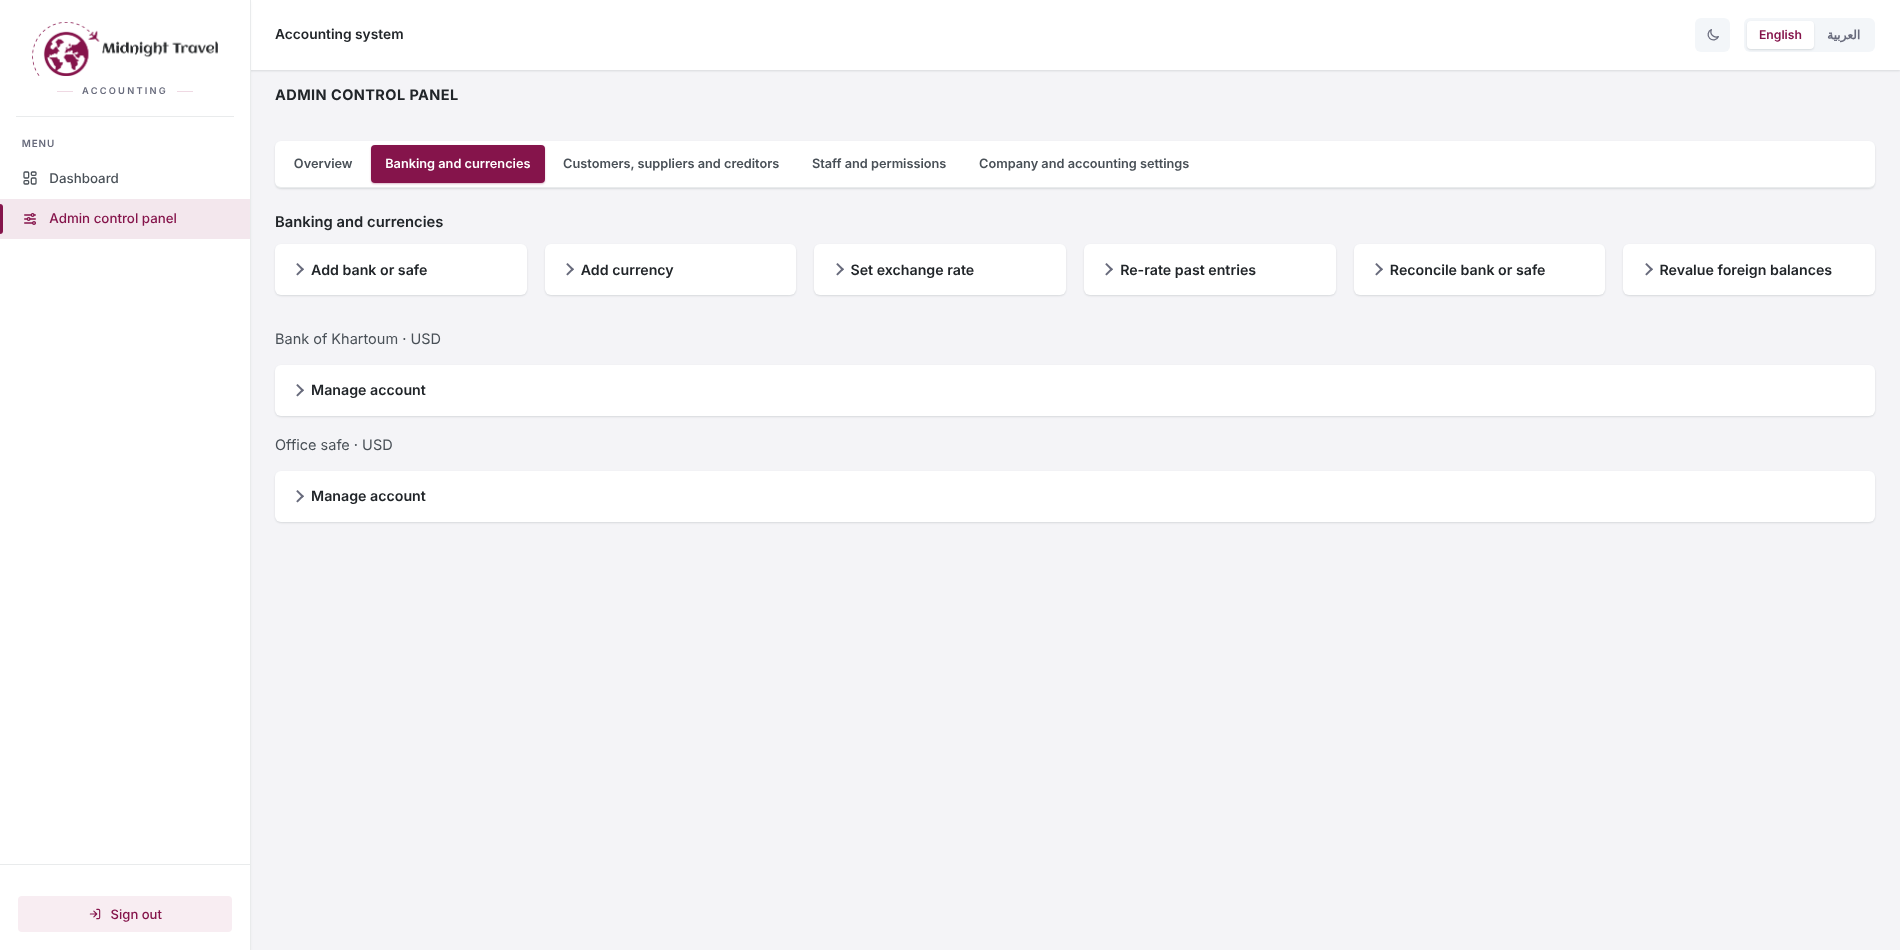 Midnight Travel
ACCOUNTING
MENU
Dashboard
Admin control panel
Sign out
Accounting system
English
العربية
ADMIN CONTROL PANEL
Overview
Banking and currencies
Customers, suppliers and creditors
Staff and permissions
Company and accounting settings
Banking and currencies
Add bank or safe
Add currency
Set exchange rate
Re-rate past entries
Reconcile bank or safe
Revalue foreign balances
Bank of Khartoum · USD
Manage account
Office safe · USD
Manage account